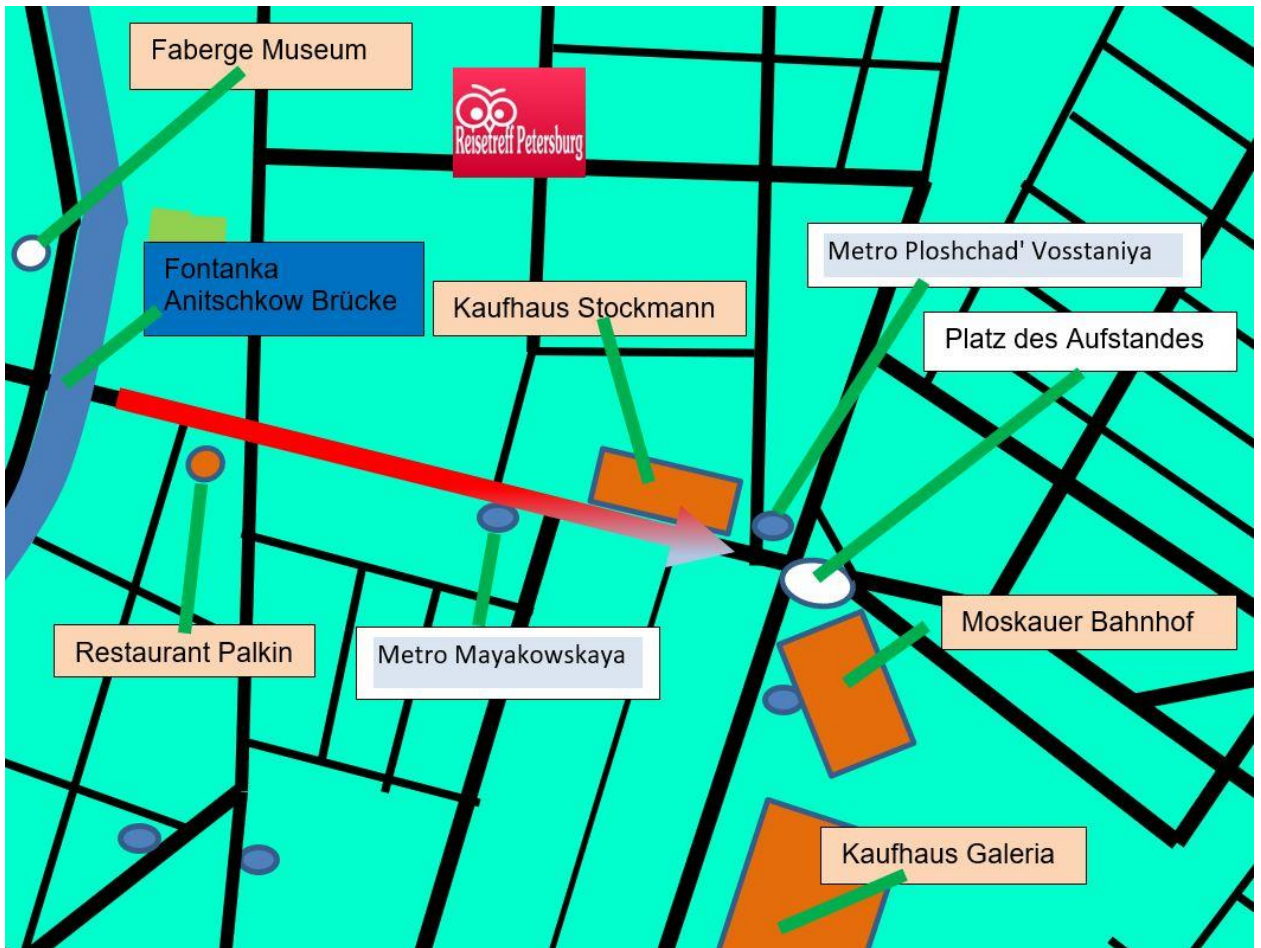 Faberge Museum
Reisetreff Petersburg
Metro Ploshchad' Vosstaniya
Fontanka
Anitschkow Brücke
Kaufhaus Stockmann
Platz des Aufstandes
Moskauer Bahnhof
Restaurant Palkin
Metro Mayakowskaya
Kaufhaus Galeria